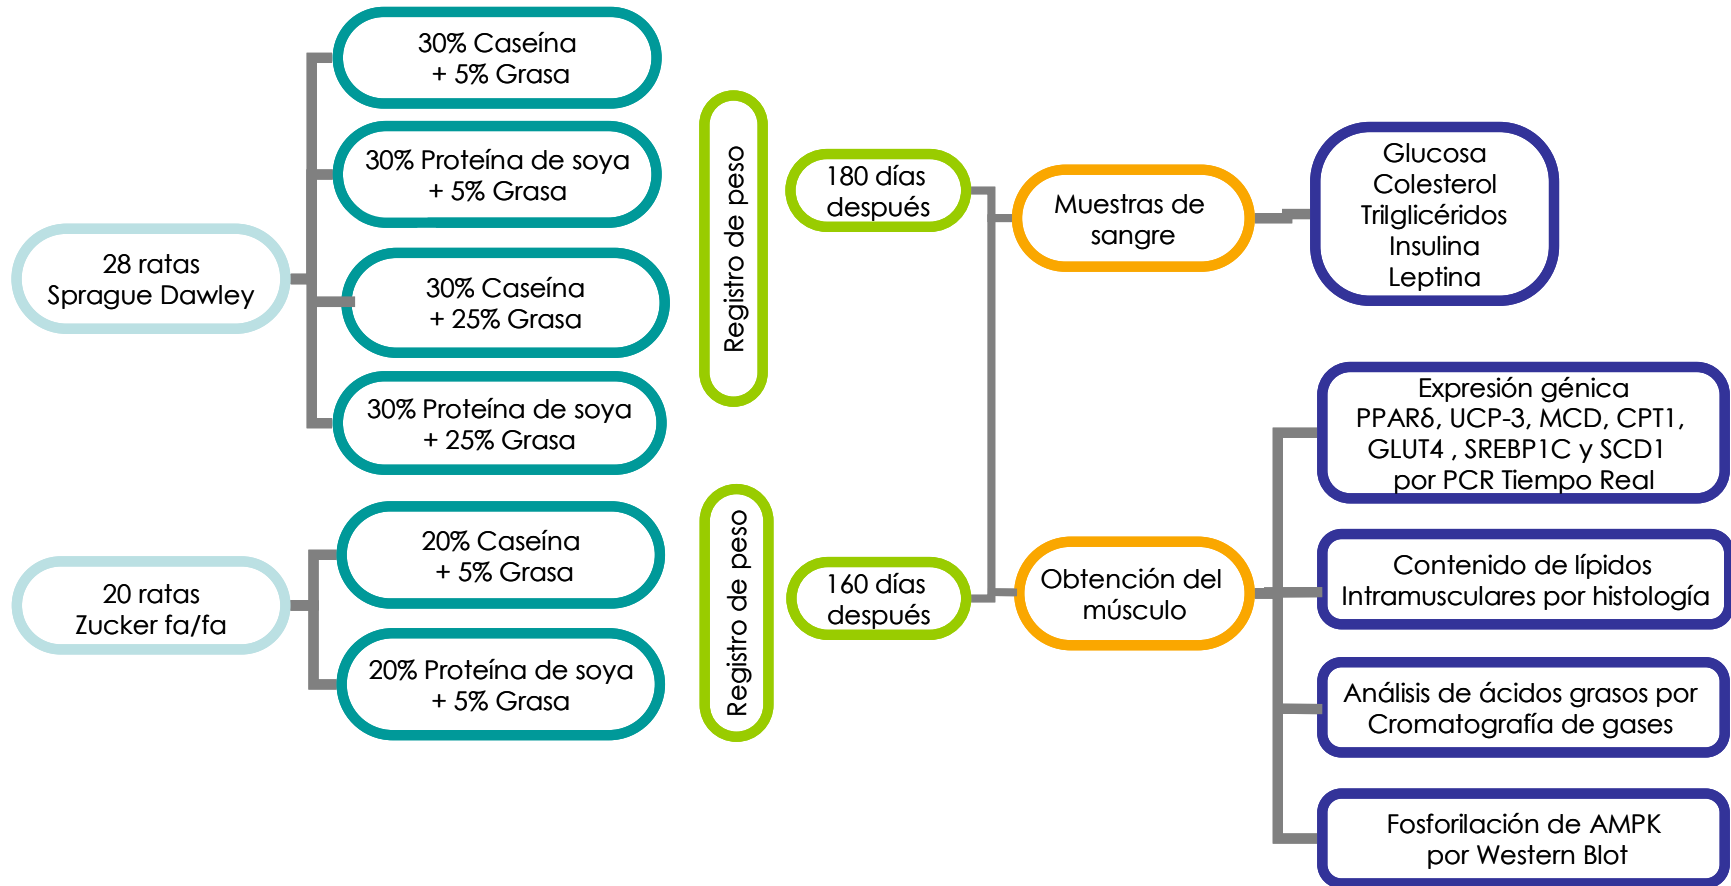 28 ratas
Sprague Dawley
30% Caseína
+ 5% Grasa
30% Proteína de soya
+ 5% Grasa
30% Caseína
+ 25% Grasa
30% Proteína de soya
+ 25% Grasa
Registro de peso
180 días
después
Muestras de
sangre
Glucosa
Colesterol
Trilglicéridos
Insulina
Leptina
20 ratas
Zucker fa/fa
20% Caseína
+ 5% Grasa
20% Proteína de soya
+ 5% Grasa
Registro de peso
160 días
después
Obtención del
músculo
Expresión génica
PPARδ, UCP-3, MCD, CPT1,
GLUT4 , SREBP1C y SCD1
por PCR Tiempo Real
Contenido de lípidos
Intramusculares por histología
Análisis de ácidos grasos por
Cromatografía de gases
Fosforilación de AMPK
por Western Blot